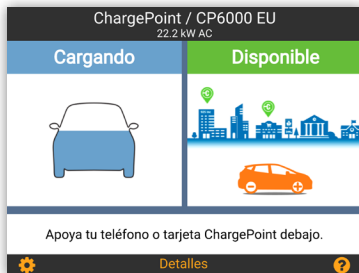 ChargePoint / CP6000 EU
22.2 kW AC
Cargando
Disponible
Apoya tu teléfono o tarjeta ChargePoint debajo.
Detalles
?